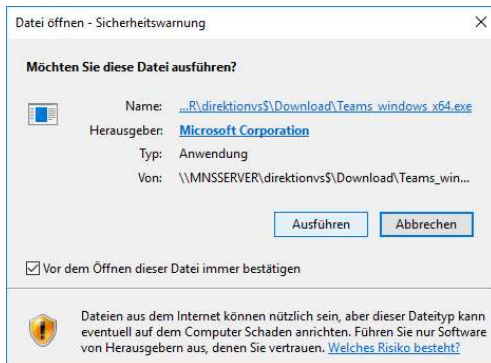 Datei öffnen - Sicherheitswarnung
Möchten Sie diese Datei ausführen?
Name: ...R\direktionvs$\Download\Teams_windows_x64.exe
Herausgeber: Microsoft Corporation
Typ: Anwendung
Von: \\MNSSERVER\direktionvs$\Download\Teams_win...
Ausführen Abbrechen
Vor dem Öffnen dieser Datei immer bestätigen
Dateien aus dem Internet können nützlich sein, aber dieser Dateityp kann
eventuell auf dem Computer Schaden anrichten. Führen Sie nur Software
von Herausgebern aus, denen Sie vertrauen. Welches Risiko besteht?